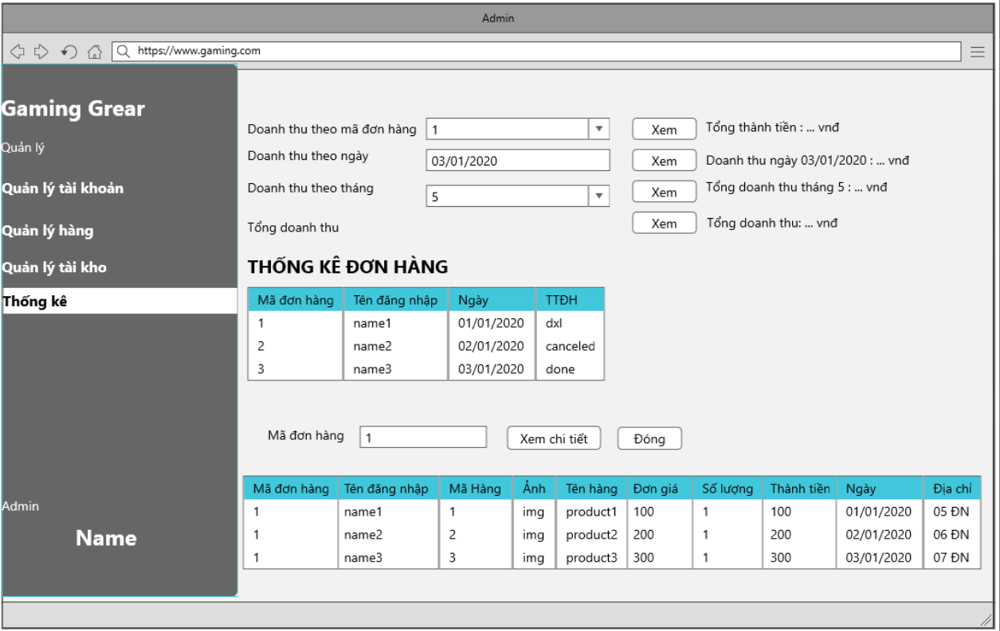 Admin
https://www.gaming.com
Gaming Grear
Quản lý
Quản lý tài khoản
Quản lý hàng
Quản lý tài kho
Thống kê
Admin
Name
Doanh thu theo mã đơn hàng 1 Xem Tổng thành tiền : ... vnđ
Doanh thu theo ngày 03/01/2020 Xem Doanh thu ngày 03/01/2020 : ... vnđ
Doanh thu theo tháng 5 Xem Tổng doanh thu tháng 5 : ... vnđ
Tổng doanh thu Xem Tổng doanh thu: ... vnđ
THỐNG KÊ ĐƠN HÀNG
Mã đơn hàng Tên đăng nhập Ngày TTĐH
1 name1 01/01/2020 dxl
2 name2 02/01/2020 canceled
3 name3 03/01/2020 done
Mã đơn hàng 1 Xem chi tiết Đóng
Mã đơn hàng Tên đăng nhập Mã Hàng Ảnh Tên hàng Đơn giá Số lượng Thành tiền Ngày Địa chỉ
1 name1 1 img product1 100 1 100 01/01/2020 05 ĐN
1 name2 2 img product2 200 1 200 02/01/2020 06 ĐN
1 name3 3 img product3 300 1 300 03/01/2020 07 ĐN